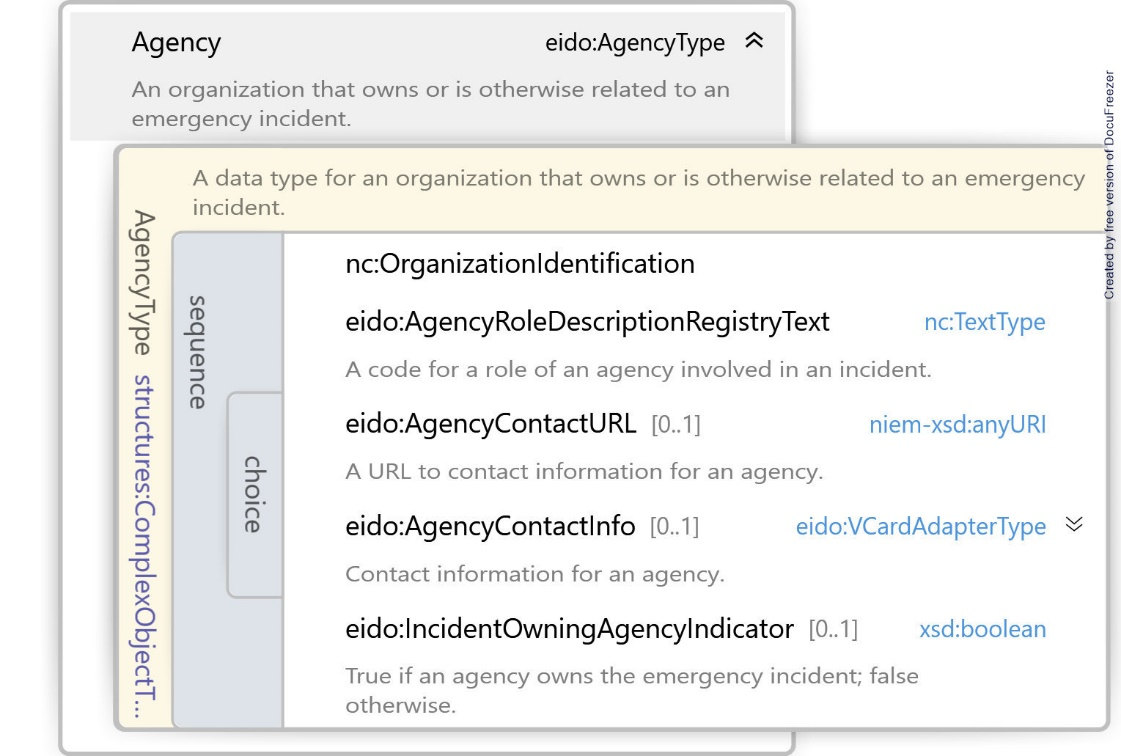 Agency eido:AgencyType
An organization that owns or is otherwise related to an
emergency incident.
A data type for an organization that owns or is otherwise related to an emergency
incident.
AgencyType structures:ComplexObjectT...
sequence
choice
nc:OrganizationIdentification
eido:AgencyRoleDescriptionRegistryText nc:TextType
A code for a role of an agency involved in an incident.
eido:AgencyContactURL [0..1] niem-xsd:anyURI
A URL to contact information for an agency.
eido:AgencyContactInfo [0..1] eido:VCardAdapterType
Contact information for an agency.
eido:IncidentOwningAgencyIndicator [0..1] xsd:boolean
True if an agency owns the emergency incident; false
otherwise.
Created by free version of DocuFreezer